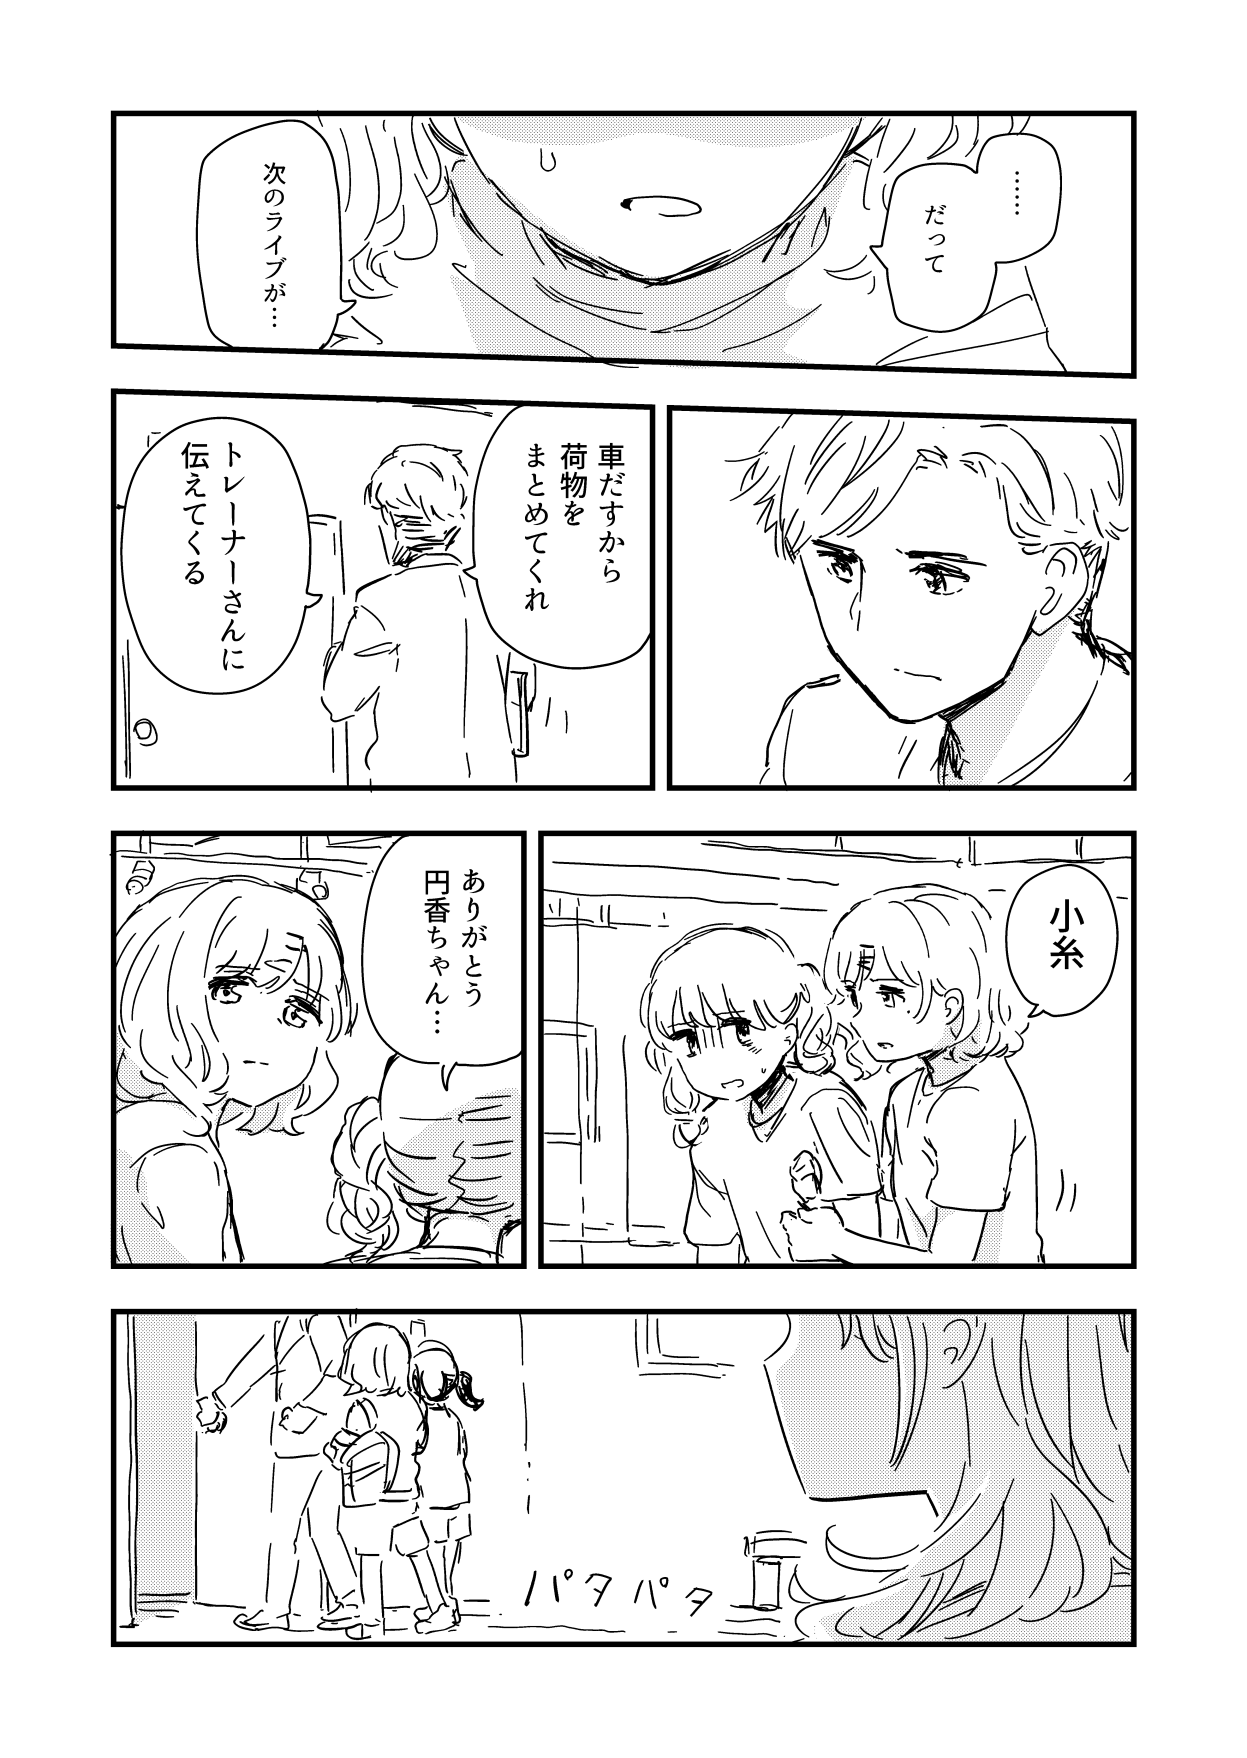 ……
だって
次のライブが…
車だすから
荷物を
まとめてくれ
トレーナーさんに
伝えてくる
小糸
ありがとう
円香ちゃん…
パタパタ